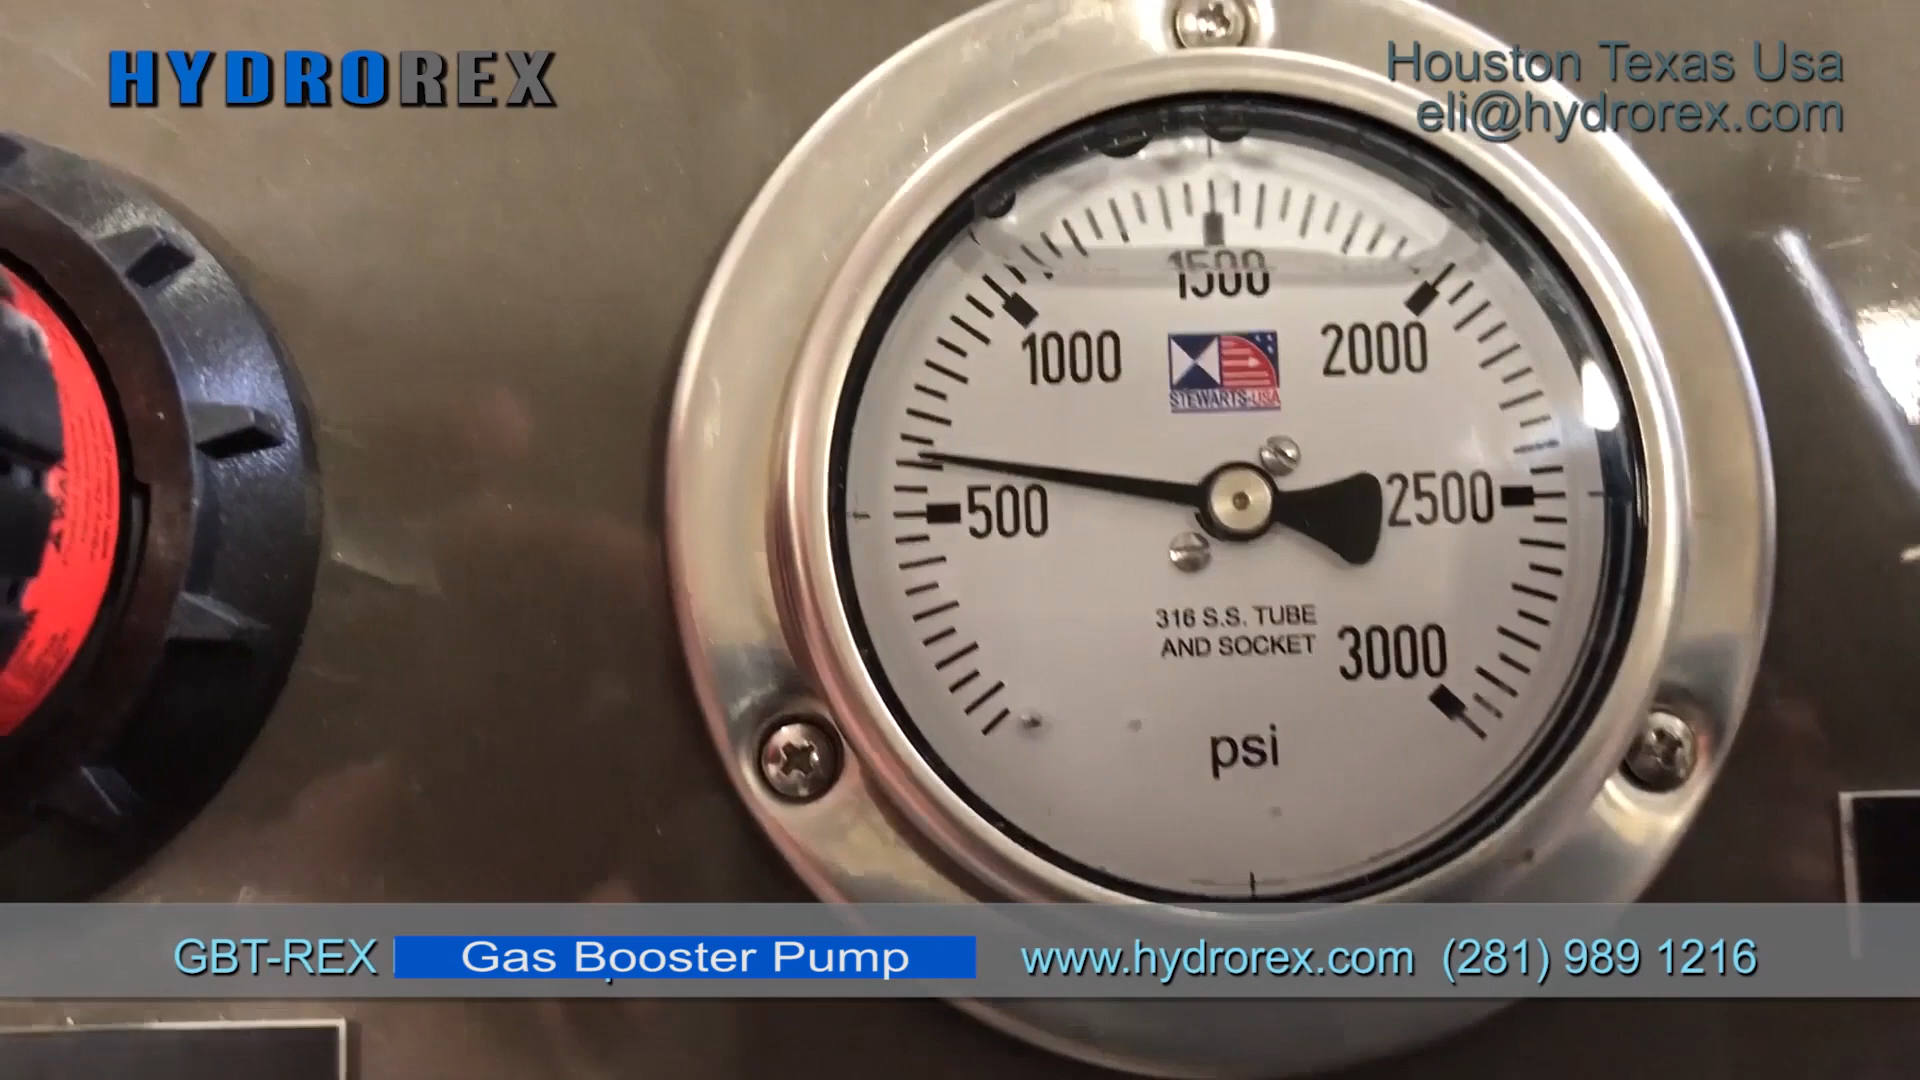 HYDROREX
Houston Texas Usa
eli@hydrorex.com
1500
1000
2000
STEWARTS-USA
500
2500
316 S.S. TUBE
AND SOCKET
3000
psi
GBT-REX Gas Booster Pump www.hydrorex.com (281) 989 1216